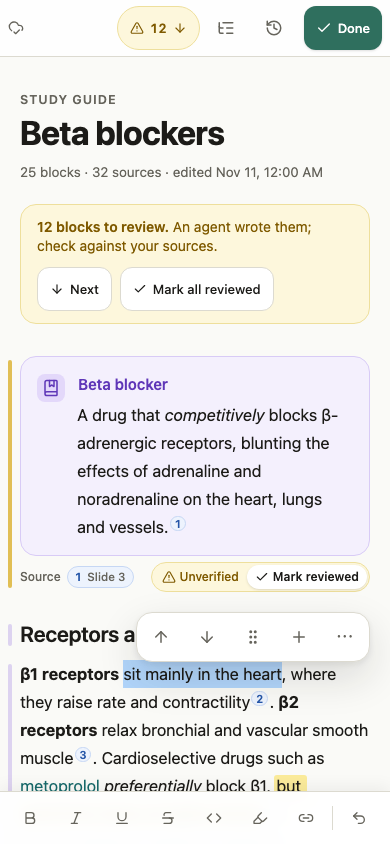 12
Done
STUDY GUIDE
Beta blockers
25 blocks · 32 sources · edited Nov 11, 12:00 AM
12 blocks to review. An agent wrote them;
check against your sources.
Next
Mark all reviewed
Beta blocker
A drug that competitively blocks β-
adrenergic receptors, blunting the
effects of adrenaline and
noradrenaline on the heart, lungs
and vessels. 1
Source 1 Slide 3 Unverified Mark reviewed
Receptors a
β1 receptors sit mainly in the heart, where
they raise rate and contractility 2 . β2
receptors relax bronchial and vascular smooth
muscle 3 . Cardioselective drugs such as
metoprolol preferentially block β1, but
B I U S